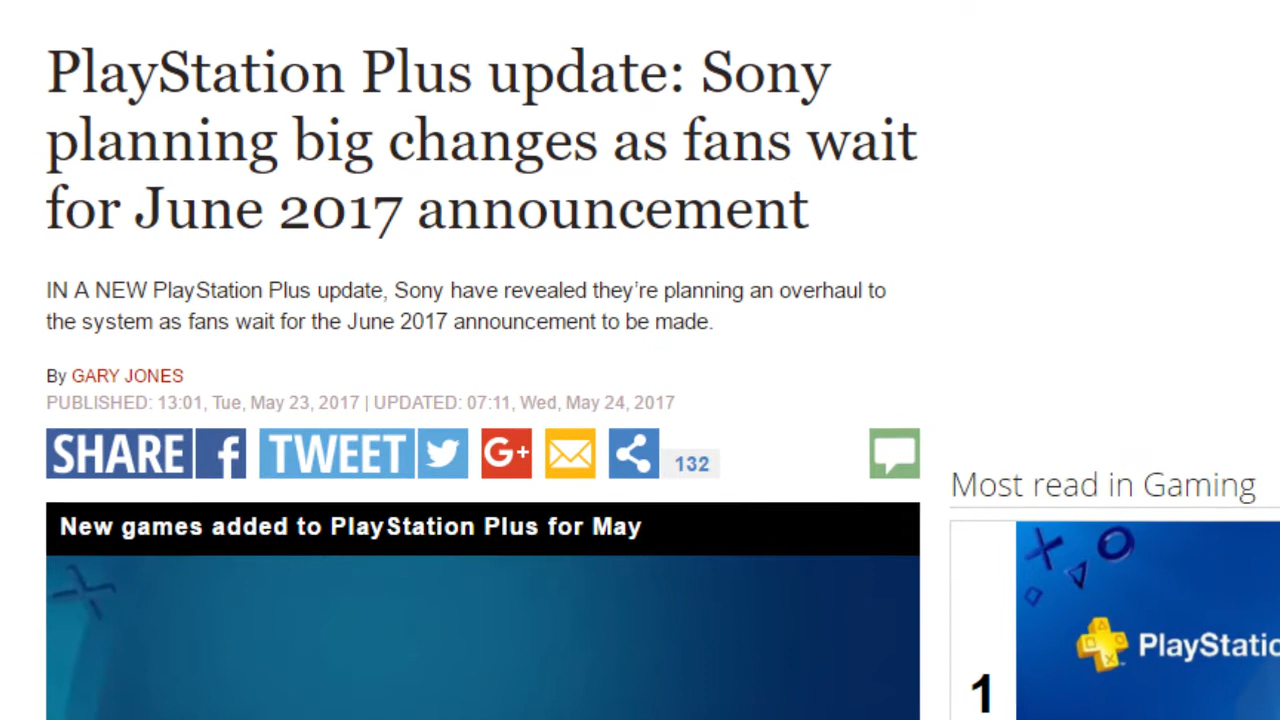 PlayStation Plus update: Sony
planning big changes as fans wait
for June 2017 announcement
IN A NEW PlayStation Plus update, Sony have revealed they’re planning an overhaul to
the system as fans wait for the June 2017 announcement to be made.
By GARY JONES
PUBLISHED: 13:01, Tue, May 23, 2017 | UPDATED: 07:11, Wed, May 24, 2017
SHARE f TWEET G+ 132
New games added to PlayStation Plus for May
Most read in Gaming
1